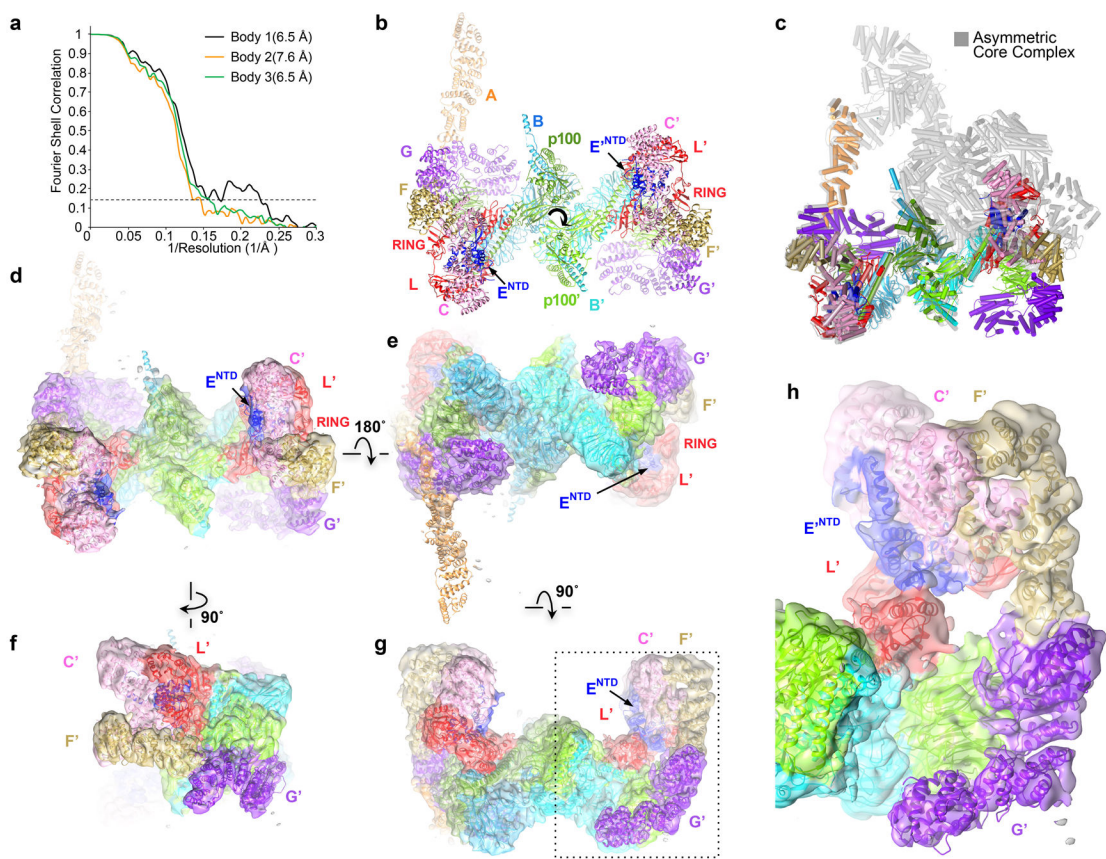 a
Fourier Shell Correlation
1
0.9
0.8
0.7
0.6
0.5
0.4
0.3
0.2
0.1
0
0
0.05
0.1
0.15
0.20
0.25
0.3
1/Resolution (1/Å )
Body 1(6.5 Å)
Body 2(7.6 Å)
Body 3(6.5 Å)
b
A
B
p100
C'
E'NTD
L'
G
F
RING
RING
F'
L
C
ENTD
p100'
B'
G'
c
Asymmetric
Core Complex
d
C'
ENTD
L'
RING
F'
G'
180°
90°
e
G'
F'
RING
ENTD
L'
90°
f
C'
L'
F'
G'
g
C'
F'
ENTD
L'
G'
h
C'
F'
E'NTD
L'
G'